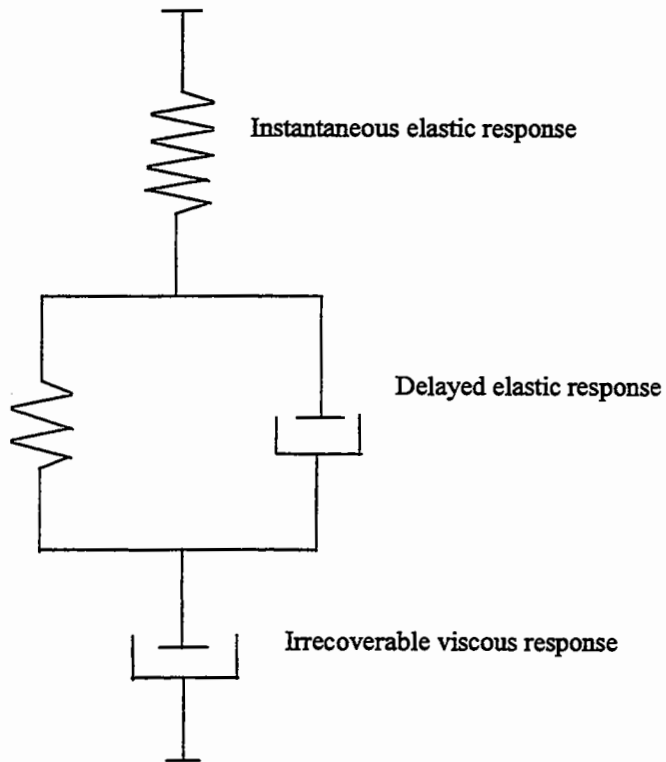 Instantaneous elastic response
Delayed elastic response
Irrecoverable viscous response